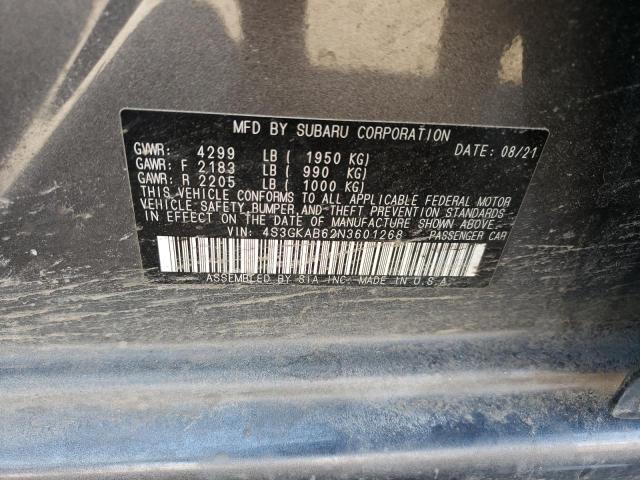 MFD BY SUBARU CORPORATION
GVWR: 4299 LB ( 1950 KG) DATE: 08/21
GAWR: F 2183 LB ( 990 KG)
GAWR: R 2205 LB ( 1000 KG)
THIS VEHICLE CONFORMS TO ALL APPLICABLE FEDERAL MOTOR
VEHICLE SAFETY, BUMPER, AND THEFT PREVENTION STANDARDS
IN EFFECT ON THE DATE OF MANUFACTURE SHOWN ABOVE.
VIN: 4S3GKAB62N3601268 PASSENGER CAR
ASSEMBLED BY SIA INC. MADE IN U.S.A.